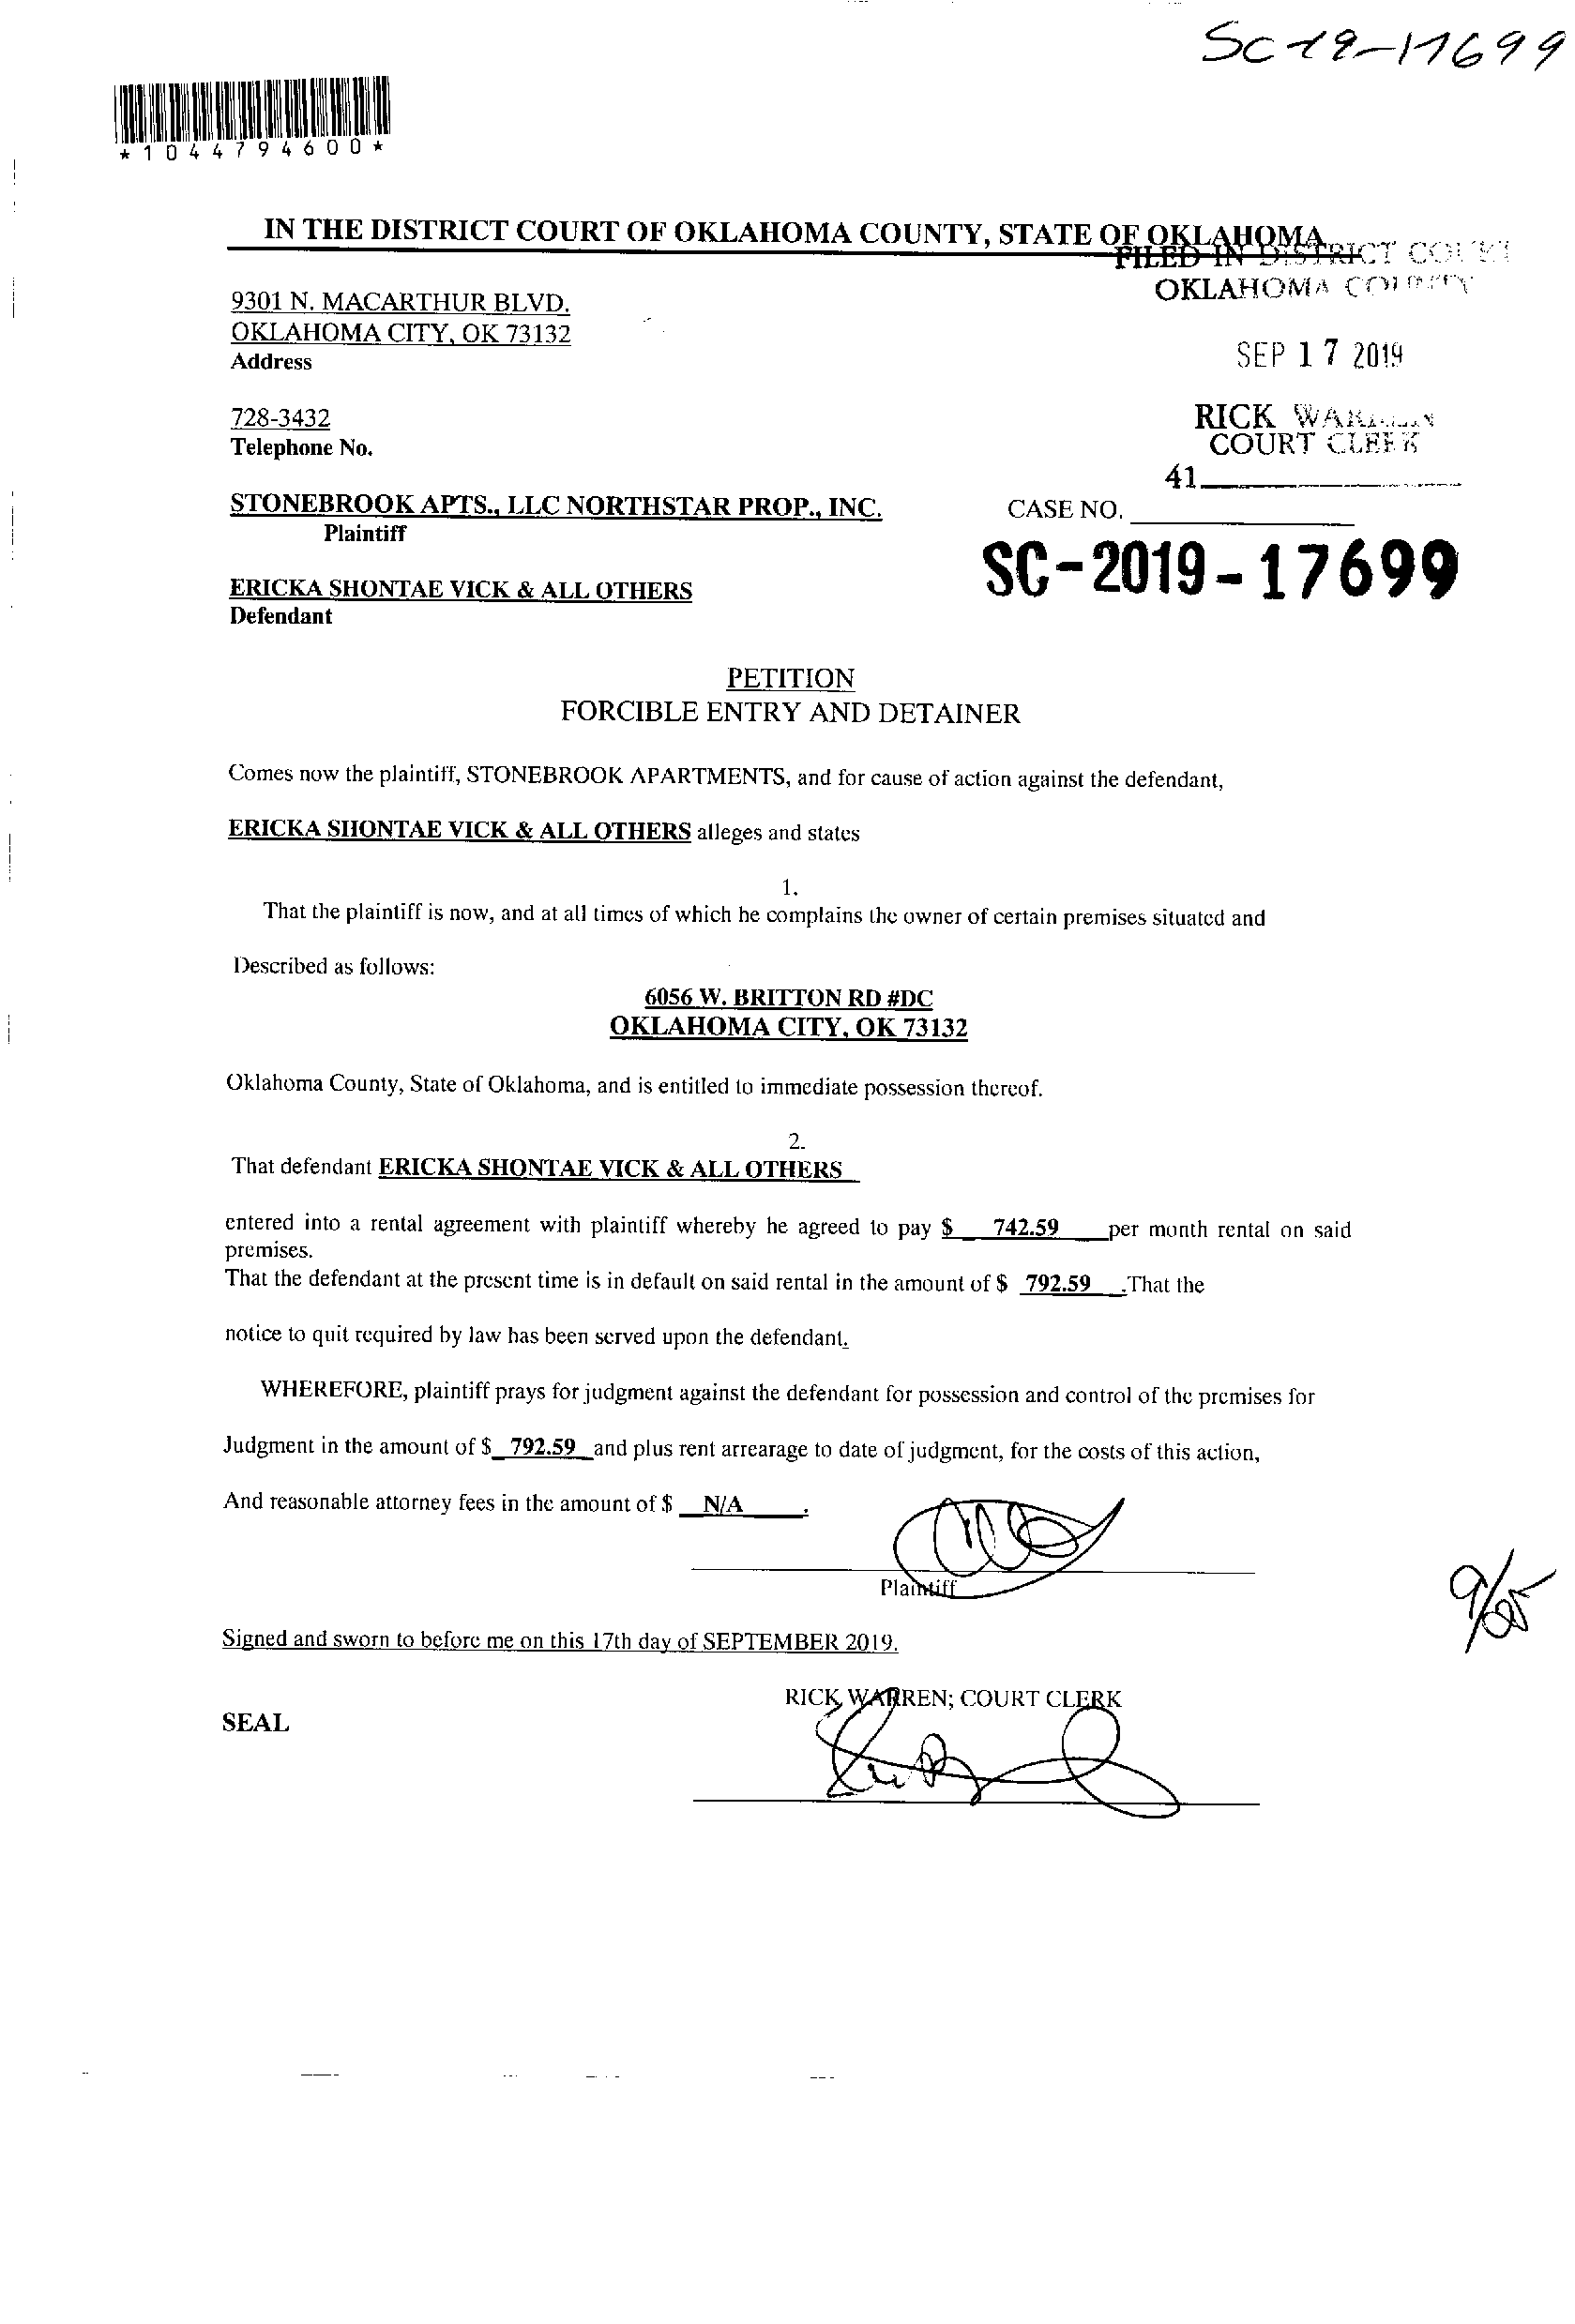 SC-19-17699
*1044794600*
IN THE DISTRICT COURT OF OKLAHOMA COUNTY, STATE OF OKLAHOMA
FILED IN DISTRICT COURT
OKLAHOMA COUNTY
9301 N. MACARTHUR BLVD.
OKLAHOMA CITY, OK 73132
Address
SEP 17 2019
728-3432
Telephone No.
RICK WARREN
COURT CLERK
41
STONEBROOK APTS., LLC NORTHSTAR PROP., INC.
Plaintiff
CASE NO.
SC-2019-17699
ERICKA SHONTAE VICK & ALL OTHERS
Defendant
PETITION
FORCIBLE ENTRY AND DETAINER
Comes now the plaintiff, STONEBROOK APARTMENTS, and for cause of action against the defendant,
ERICKA SHONTAE VICK & ALL OTHERS alleges and states
1.
That the plaintiff is now, and at all times of which he complains the owner of certain premises situated and
Described as follows:
6056 W. BRITTON RD #DC
OKLAHOMA CITY, OK 73132
Oklahoma County, State of Oklahoma, and is entitled to immediate possession thereof.
2.
That defendant ERICKA SHONTAE VICK & ALL OTHERS
entered into a rental agreement with plaintiff whereby he agreed to pay $ 742.59 per month rental on said
premises.
That the defendant at the present time is in default on said rental in the amount of $ 792.59 .That the
notice to quit required by law has been served upon the defendant.
WHEREFORE, plaintiff prays for judgment against the defendant for possession and control of the premises for
Judgment in the amount of $ 792.59 and plus rent arrearage to date of judgment, for the costs of this action,
And reasonable attorney fees in the amount of $ N/A .
Plaintiff
9/25
Signed and sworn to before me on this 17th day of SEPTEMBER 2019.
RICK WARREN; COURT CLERK
SEAL